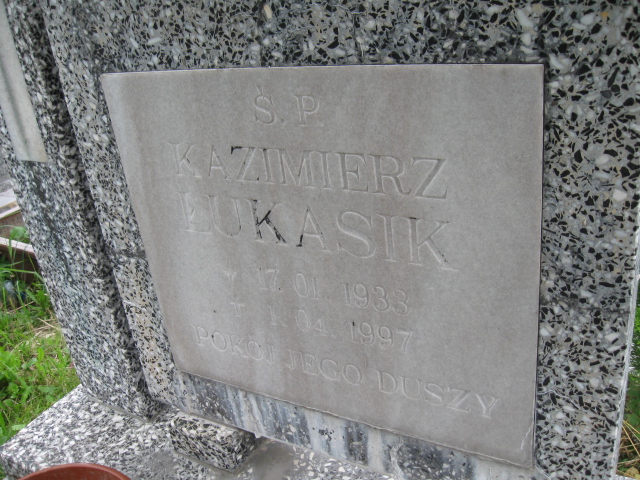 Ś.P.
KAZIMIERZ
ŁUKASIK
* 17.01.1933
† 1.04.1997
POKÓJ JEGO DUSZY